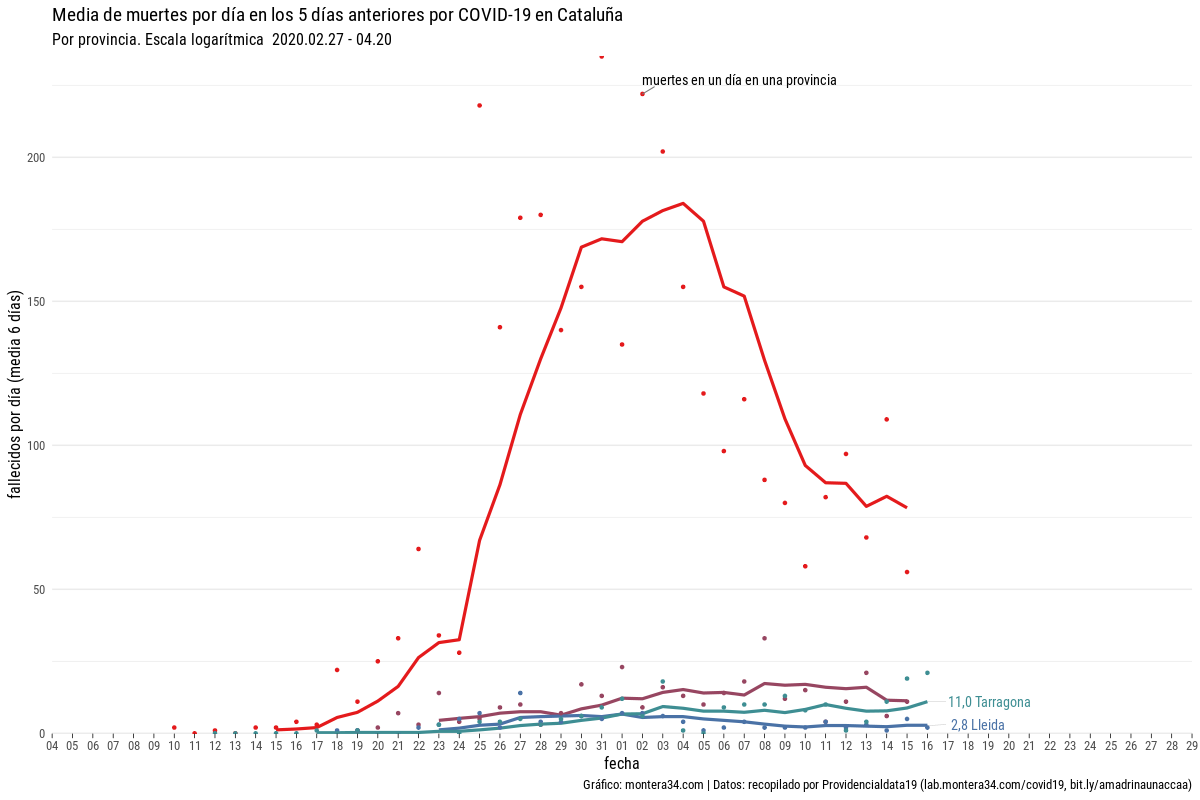 Media de muertes por día en los 5 días anteriores por COVID-19 en Cataluña
Por provincia. Escala logarítmica 2020.02.27 - 04.20
muertes en un día en una provincia
fallecidos por día (media 6 días)
200
150
100
50
0
11,0 Tarragona
2,8 Lleida
04 05 06 07 08 09 10 11 12 13 14 15 16 17 18 19 20 21 22 23 24 25 26 27 28 29 30 31 01 02 03 04 05 06 07 08 09 10 11 12 13 14 15 16 17 18 19 20 21 22 23 24 25 26 27 28 29
fecha
Gráfico: montera34.com | Datos: recopilado por Providencialdata19 (lab.montera34.com/covid19, bit.ly/amadrinaunaccaa)